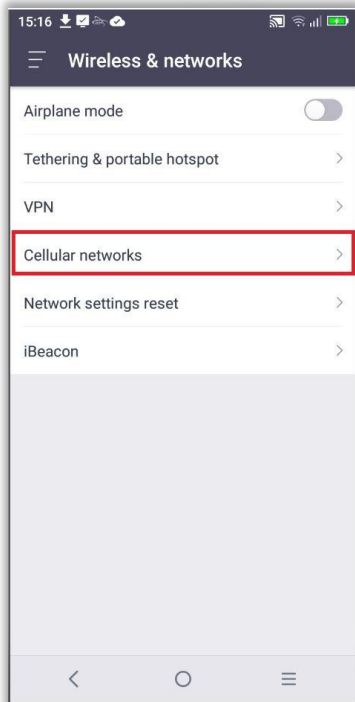 15:16
Wireless & networks
Airplane mode
Tethering & portable hotspot
VPN
Cellular networks
Network settings reset
iBeacon